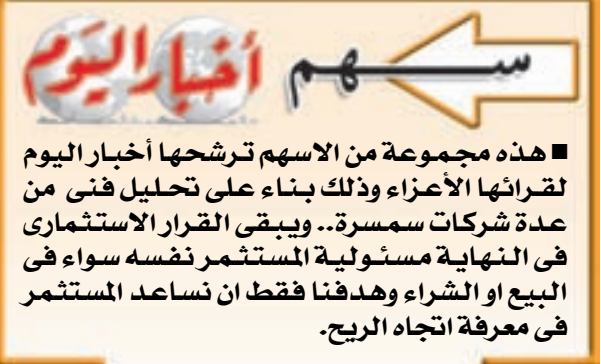 سهم أخبار اليوم
■ هذه مجموعة من الاسهم ترشحها أخبار اليوم
لقرائها الأعزاء وذلك بناء على تحليل فنى من
عدة شركات سمسرة.. ويبقى القرار الاستثمارى
فى النهاية مسئولية المستثمر نفسه سواء فى
البيع او الشراء وهدفنا فقط ان نساعد المستثمر
فى معرفة اتجاه الريح.